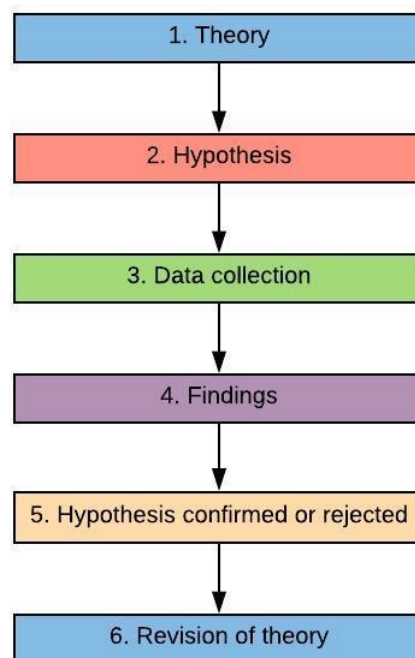 1. Theory
2. Hypothesis
3. Data collection
4. Findings
5. Hypothesis confirmed or rejected
6. Revision of theory